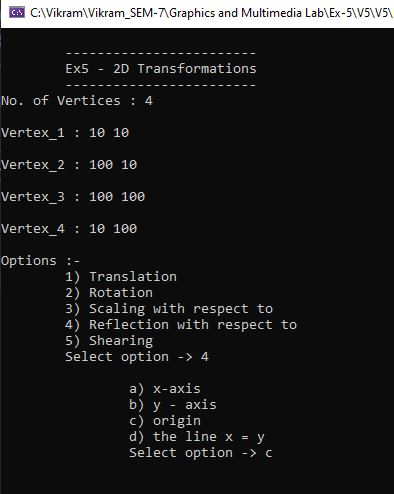 C:\Vikram\Vikram_SEM-7\Graphics and Multimedia Lab\Ex-5\V5\V5\
------------------------
Ex5 - 2D Transformations
------------------------
No. of Vertices : 4
Vertex_1 : 10 10
Vertex_2 : 100 10
Vertex_3 : 100 100
Vertex_4 : 10 100
Options :-
1) Translation
2) Rotation
3) Scaling with respect to
4) Reflection with respect to
5) Shearing
Select option -> 4
a) x-axis
b) y - axis
c) origin
d) the line x = y
Select option -> c